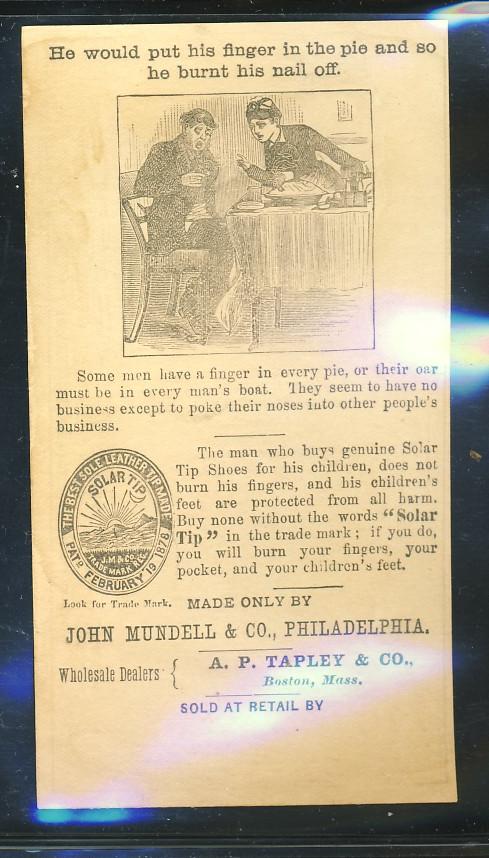 He would put his finger in the pie and so
he burnt his nail off.
Some men have a finger in every pie, or their oar
must be in every man's boat. They seem to have no
business except to poke their noses into other people's
business.
THE BEST SOLE LEATHER TIP MADE
SOLAR TIP
J.M & CO.
TRADE MARK
PATD FEBRUARY 19 1878
Look for Trade Mark.
The man who buys genuine Solar
Tip Shoes for his children, does not
burn his fingers, and his children's
feet are protected from all harm.
Buy none without the words "Solar
Tip" in the trade mark; if you do,
you will burn your fingers, your
pocket, and your children's feet.
MADE ONLY BY
JOHN MUNDELL & CO., PHILADELPHIA.
Wholesale Dealers { A. P. TAPLEY & CO.,
Boston, Mass.
SOLD AT RETAIL BY